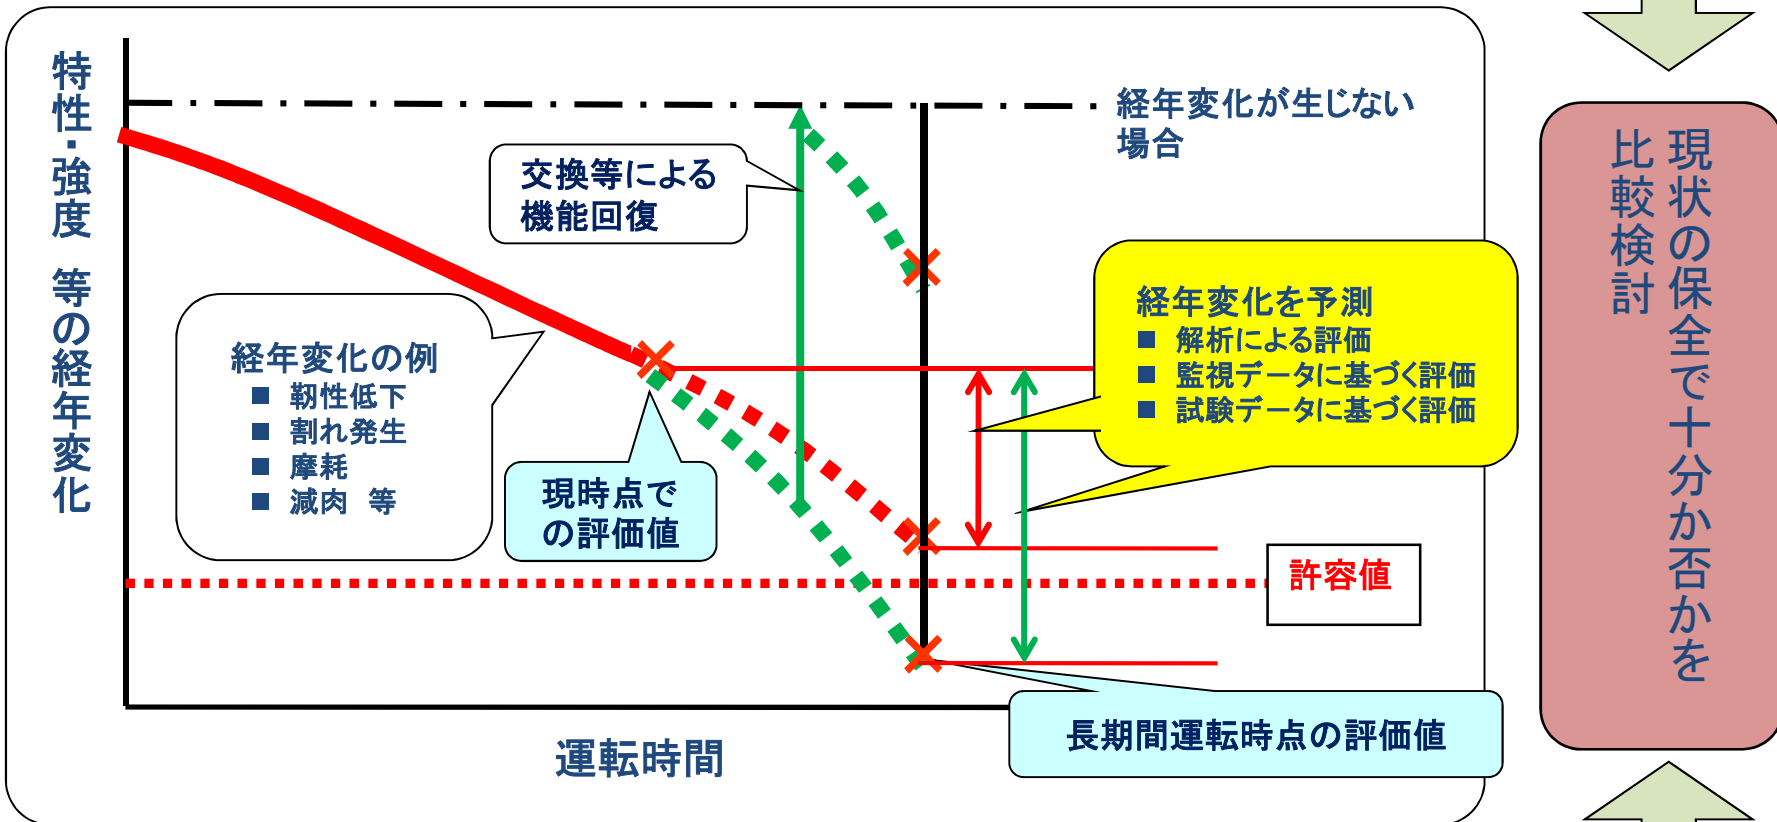 特性・強度 等の経年変化
経年変化が生じない
場合
交換等による
機能回復
経年変化の例
■ 靭性低下
■ 割れ発生
■ 摩耗
■ 減肉 等
現時点で
の評価値
経年変化を予測
■ 解析による評価
■ 監視データに基づく評価
■ 試験データに基づく評価
許容値
長期間運転時点の評価値
運転時間
現状の保全で十分か否かを
比較検討